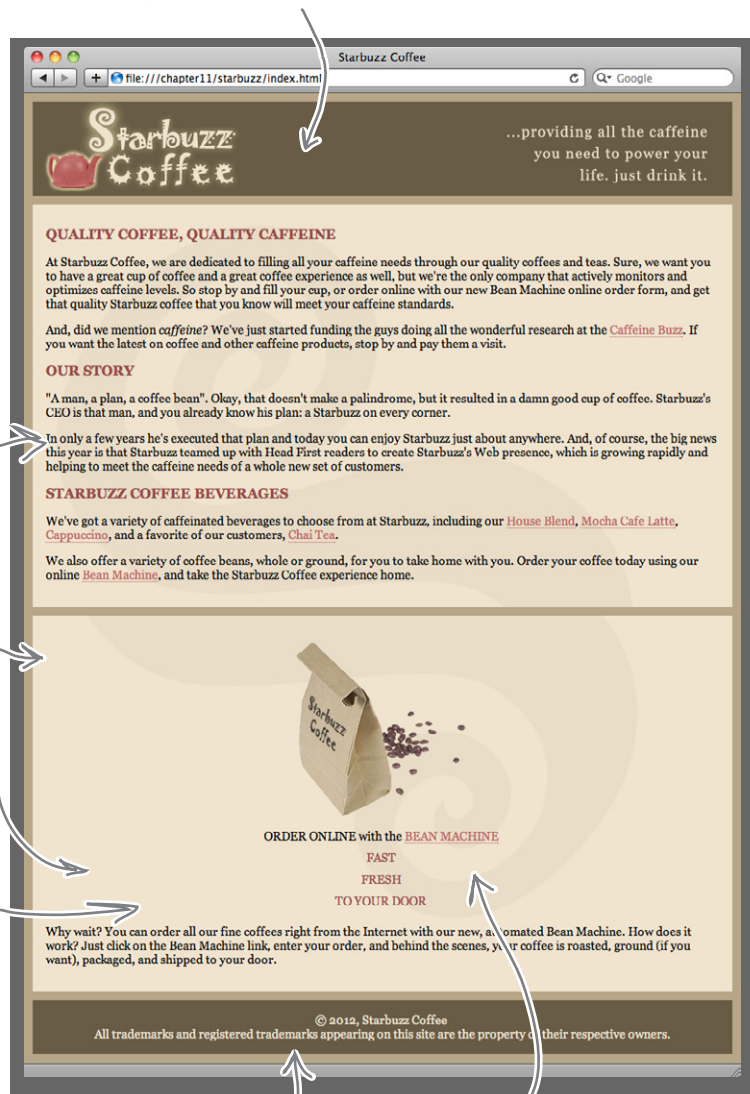 Starbuzz Coffee
file:///chapter11/starbuzz/index.html
Google
Starbuzz
Coffee
...providing all the caffeine
you need to power your
life. just drink it.
QUALITY COFFEE, QUALITY CAFFEINE
At Starbuzz Coffee, we are dedicated to filling all your caffeine needs through our quality coffees and teas. Sure, we want you
to have a great cup of coffee and a great coffee experience as well, but we're the only company that actively monitors and
optimizes caffeine levels. So stop by and fill your cup, or order online with our new Bean Machine online order form, and get
that quality Starbuzz coffee that you know will meet your caffeine standards.
And, did we mention caffeine? We've just started funding the guys doing all the wonderful research at the Caffeine Buzz. If
you want the latest on coffee and other caffeine products, stop by and pay them a visit.
OUR STORY
"A man, a plan, a coffee bean". Okay, that doesn't make a palindrome, but it resulted in a damn good cup of coffee. Starbuzz's
CEO is that man, and you already know his plan: a Starbuzz on every corner.
In only a few years he's executed that plan and today you can enjoy Starbuzz just about anywhere. And, of course, the big news
this year is that Starbuzz teamed up with Head First readers to create Starbuzz's Web presence, which is growing rapidly and
helping to meet the caffeine needs of a whole new set of customers.
STARBUZZ COFFEE BEVERAGES
We've got a variety of caffeinated beverages to choose from at Starbuzz, including our House Blend, Mocha Cafe Latte,
Cappuccino, and a favorite of our customers, Chai Tea.
We also offer a variety of coffee beans, whole or ground, for you to take home with you. Order your coffee today using our
online Bean Machine, and take the Starbuzz Coffee experience home.
Starbuzz
Coffee
ORDER ONLINE with the BEAN MACHINE
FAST
FRESH
TO YOUR DOOR
Why wait? You can order all our fine coffees right from the Internet with our new, automated Bean Machine. How does it
work? Just click on the Bean Machine link, enter your order, and behind the scenes, your coffee is roasted, ground (if you
want), packaged, and shipped to your door.
© 2012, Starbuzz Coffee
All trademarks and registered trademarks appearing on this site are the property of their respective owners.